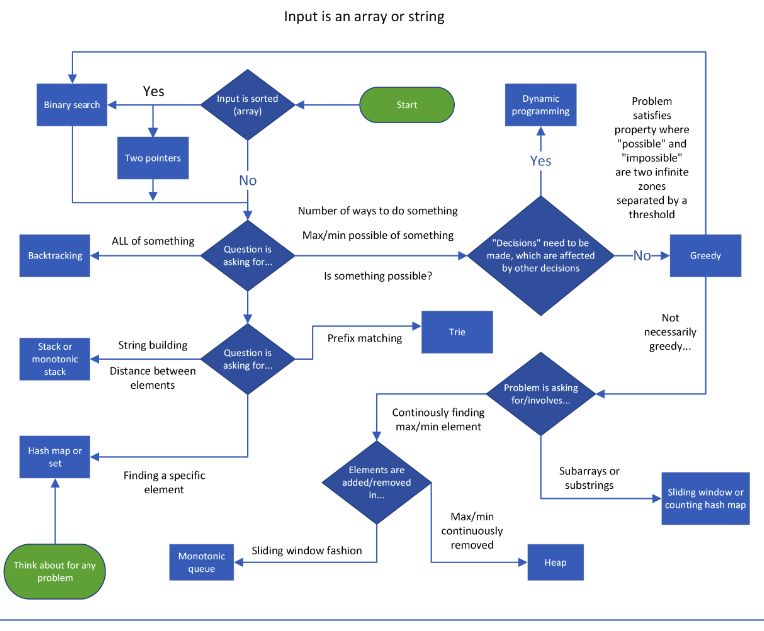 Input is an array or string
Binary search
Yes
Input is sorted
(array)
Start
Dynamic
programming
Problem
satisfies
property where
"possible" and
"impossible"
are two infinite
zones
separated by a
threshold
Two pointers
Yes
No
Number of ways to do something
Backtracking
ALL of something
Question is
asking for...
Max/min possible of something
Is something possible?
"Decisions" need to be
made, which are affected
by other decisions
No
Greedy
Not
necessarily
greedy...
Stack or
monotonic
stack
String building
Distance between
elements
Question is
asking for...
Prefix matching
Trie
Problem is asking
for/involves...
Continously finding
max/min element
Hash map or
set
Finding a specific
element
Elements are
added/removed
in...
Subarrays or
substrings
Sliding window or
counting hash map
Max/min
continuously
removed
Think about for any
problem
Monotonic
queue
Sliding window fashion
Heap